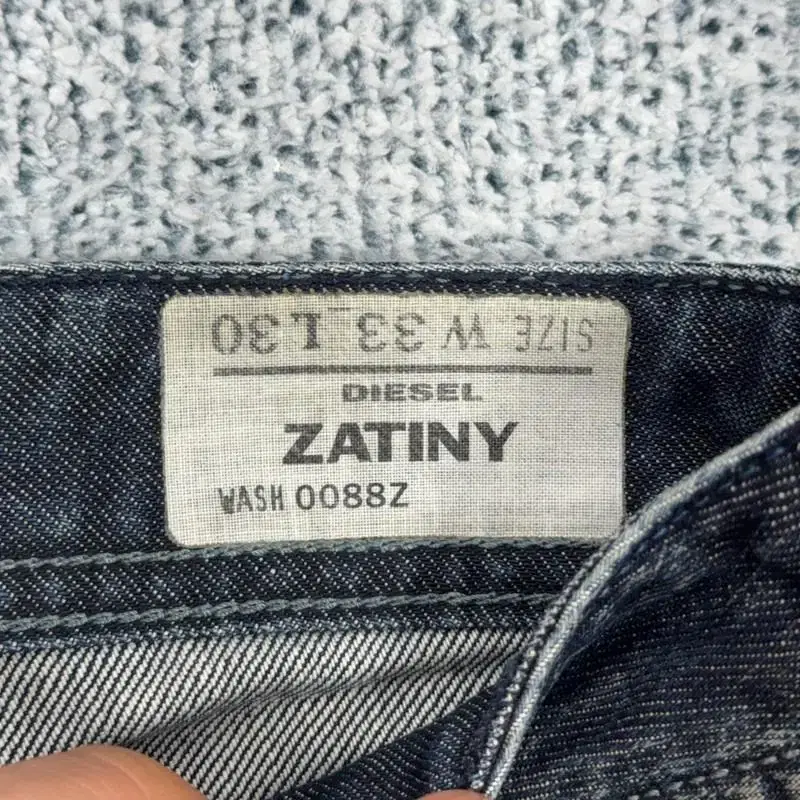 SIZE W 33 L30
DIESEL
ZATINY
WASH 0088Z